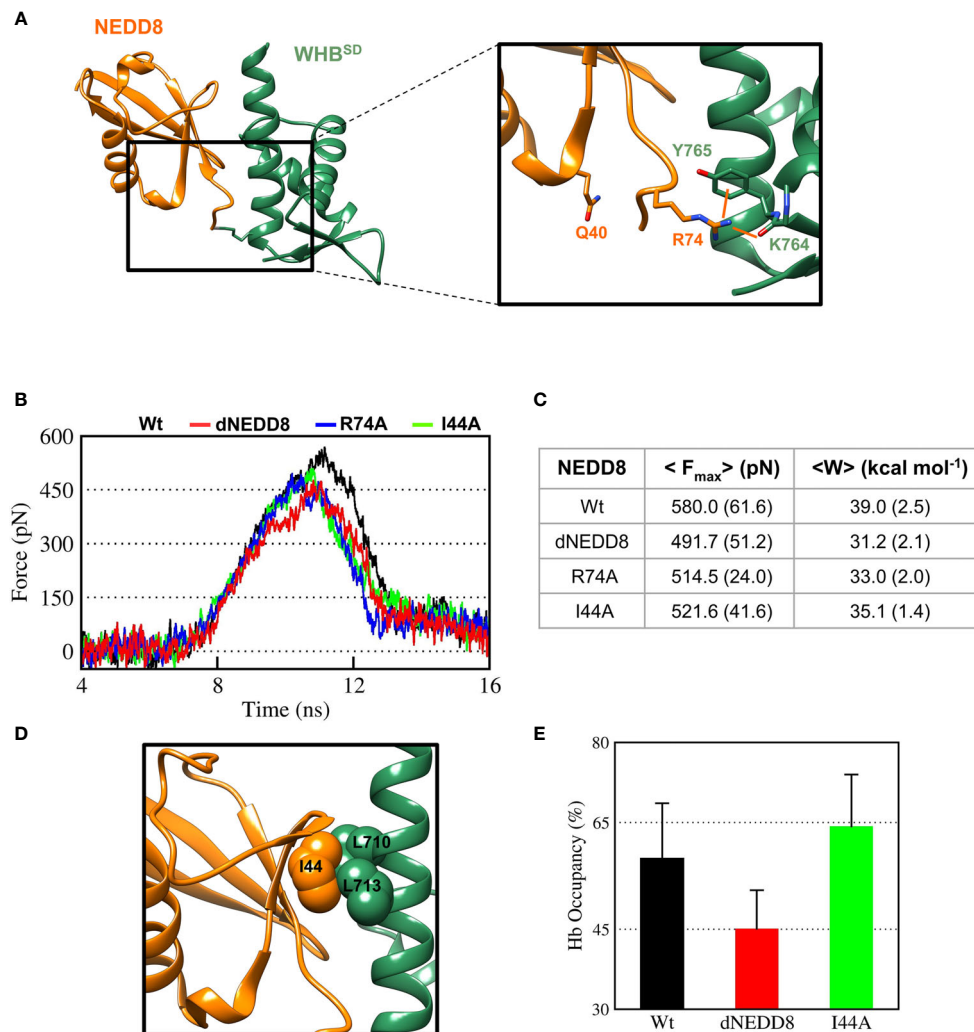 A
NEDD8
WHB^SD
Y765
Q40
R74
K764
B
Wt dNEDD8 R74A I44A
600
450
300
150
0
Force (pN)
4 8 12 16
Time (ns)
C
NEDD8 < F_max> (pN) <W> (kcal mol^-1)
Wt 580.0 (61.6) 39.0 (2.5)
dNEDD8 491.7 (51.2) 31.2 (2.1)
R74A 514.5 (24.0) 33.0 (2.0)
I44A 521.6 (41.6) 35.1 (1.4)
D
I44
L710
L713
E
80
65
45
30
Hb Occupancy (%)
Wt dNEDD8 I44A